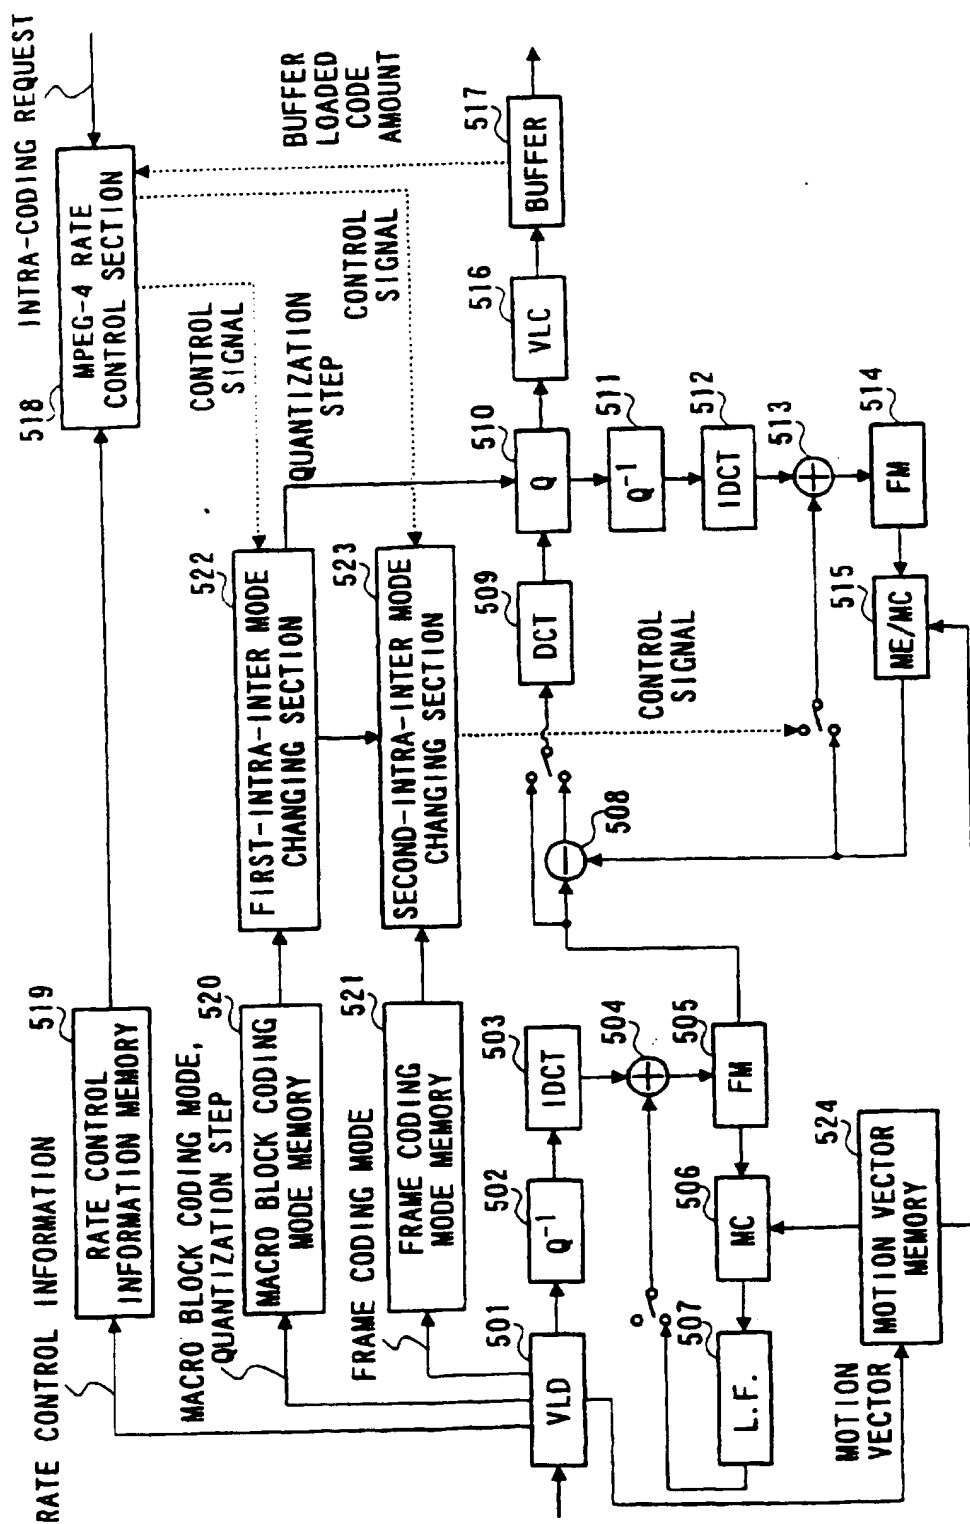 RATE CONTROL INFORMATION
INTRA-CODING REQUEST
519
RATE CONTROL
INFORMATION MEMORY
518
MPEG-4 RATE
CONTROL SECTION
MACRO BLOCK CODING MODE,
QUANTIZATION STEP
520
MACRO BLOCK CODING
MODE MEMORY
522
FIRST-INTRA-INTER MODE
CHANGING SECTION
CONTROL
SIGNAL
QUANTIZATION
STEP
CONTROL
SIGNAL
BUFFER
LOADED
CODE
AMOUNT
FRAME CODING MODE
521
FRAME CODING
MODE MEMORY
523
SECOND-INTRA-INTER MODE
CHANGING SECTION
501
VLD
502
Q-1
503
IDCT
504
505
FM
506
MC
507
L.F.
508
509
DCT
510
Q
516
VLC
517
BUFFER
511
Q-1
512
IDCT
513
514
FM
515
ME/MC
CONTROL
SIGNAL
MOTION
VECTOR
524
MOTION VECTOR
MEMORY